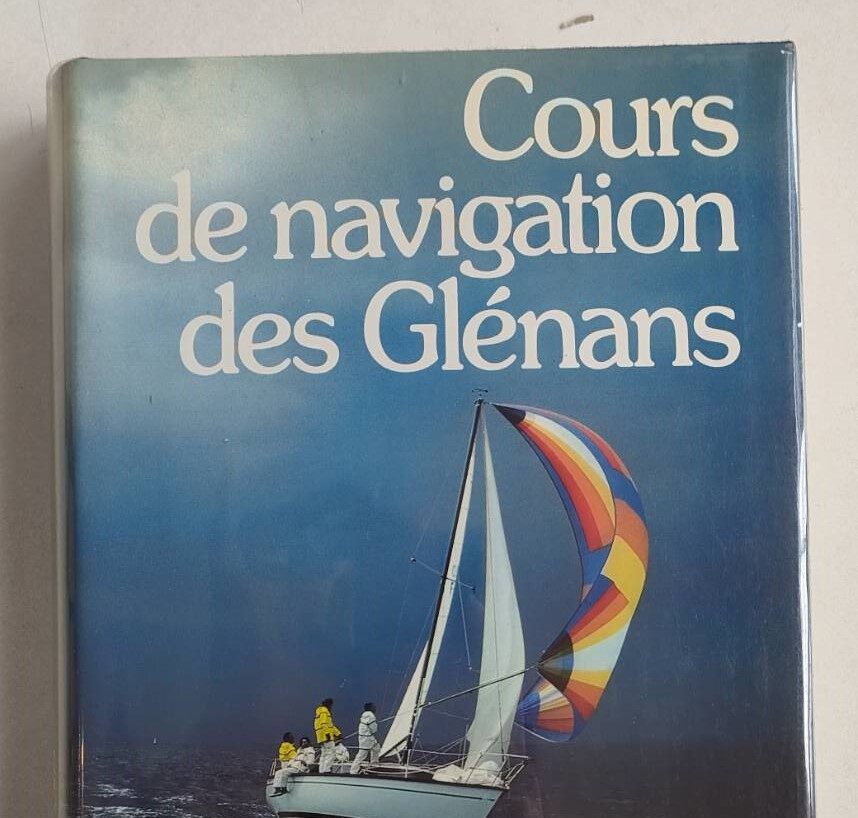 Cours
de navigation
des Glénans